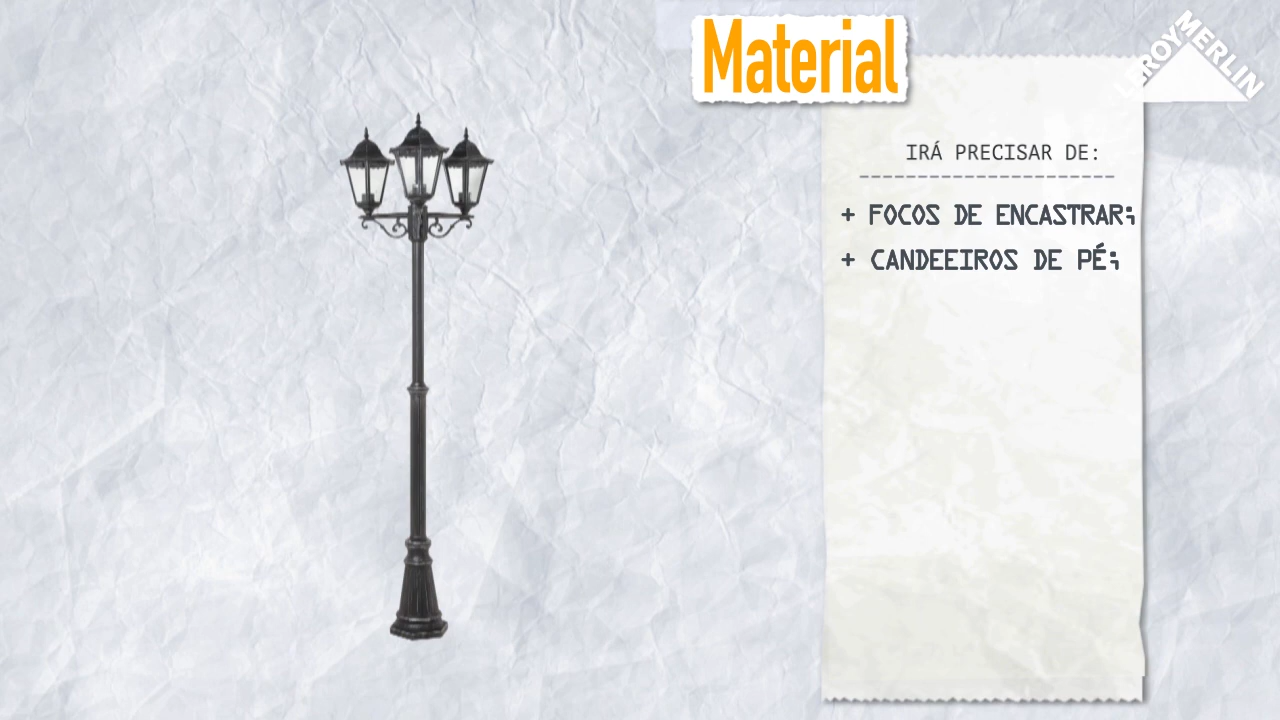 Material
LEROY MERLIN
IRÁ PRECISAR DE:
----------------------
+ FOCOS DE ENCASTRAR;
+ CANDEEIROS DE PÉ;